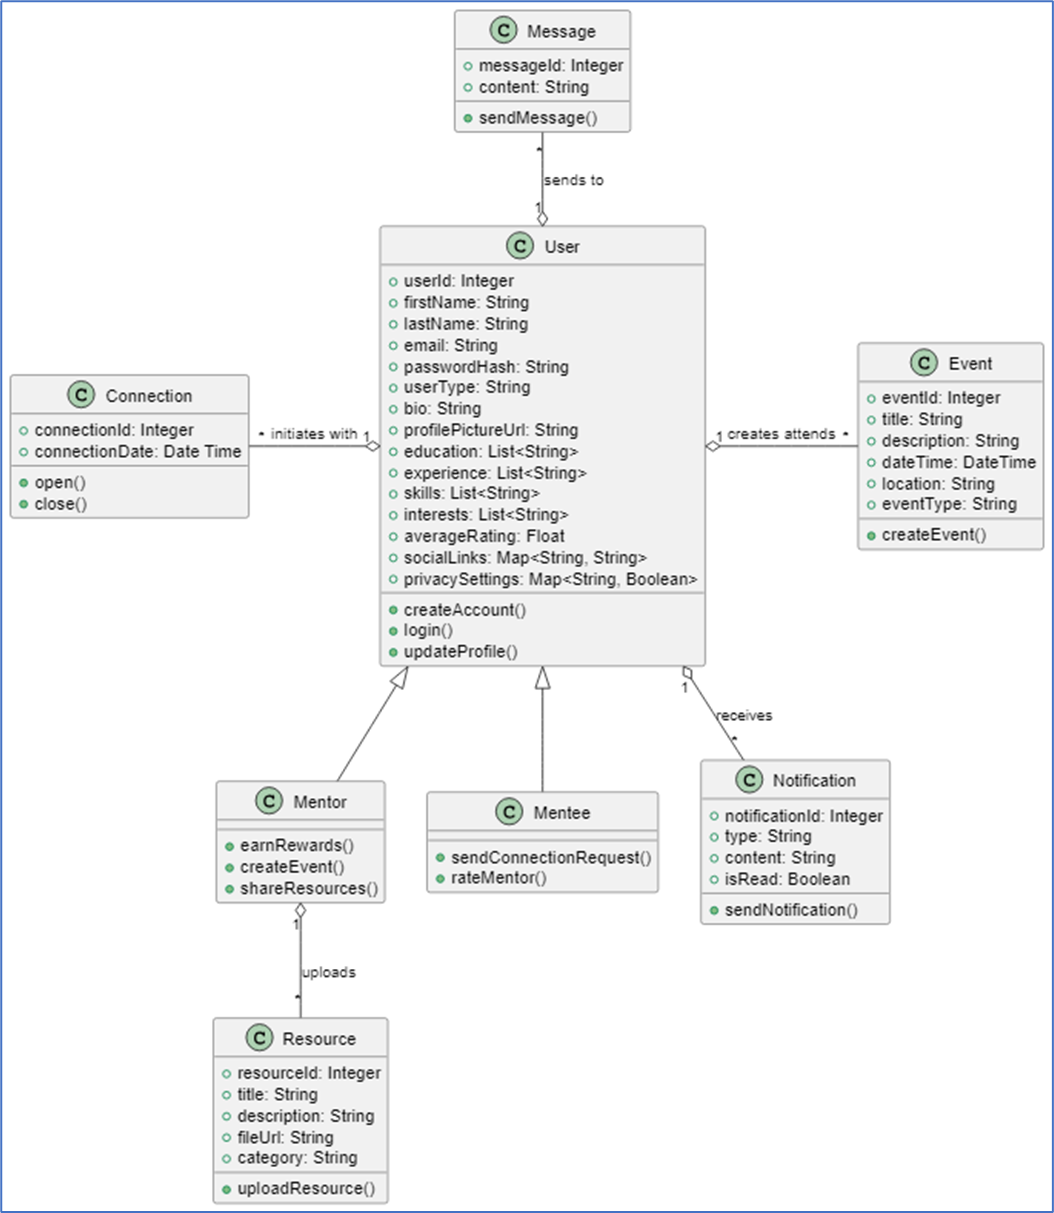 C Message
messageId: Integer
content: String
sendMessage()
*
sends to
1
C User
userId: Integer
firstName: String
lastName: String
email: String
passwordHash: String
userType: String
bio: String
profilePictureUrl: String
education: List<String>
experience: List<String>
skills: List<String>
interests: List<String>
averageRating: Float
socialLinks: Map<String, String>
privacySettings: Map<String, Boolean>
createAccount()
login()
updateProfile()
C Connection
connectionId: Integer
connectionDate: Date Time
open()
close()
* initiates with 1
C Event
eventId: Integer
title: String
description: String
dateTime: DateTime
location: String
eventType: String
createEvent()
1 creates attends *
1
receives
*
C Mentor
earnRewards()
createEvent()
shareResources()
C Mentee
sendConnectionRequest()
rateMentor()
C Notification
notificationId: Integer
type: String
content: String
isRead: Boolean
sendNotification()
1
uploads
*
C Resource
resourceId: Integer
title: String
description: String
fileUrl: String
category: String
uploadResource()